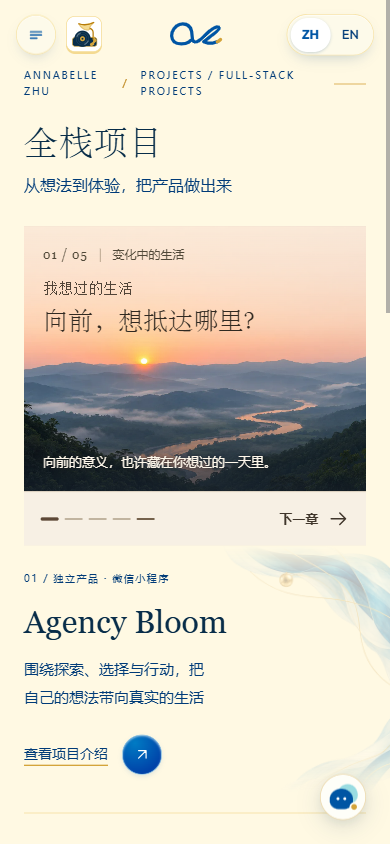 ZH EN
ANNABELLE ZHU / PROJECTS / FULL-STACK PROJECTS
全栈项目
从想法到体验，把产品做出来
01 / 05 | 变化中的生活
我想过的生活
向前，想抵达哪里？
向前的意义，也许藏在你想过的一天里。
下一章 →
01 / 独立产品 · 微信小程序
Agency Bloom
围绕探索、选择与行动，把
自己的想法带向真实的生活
查看项目介绍